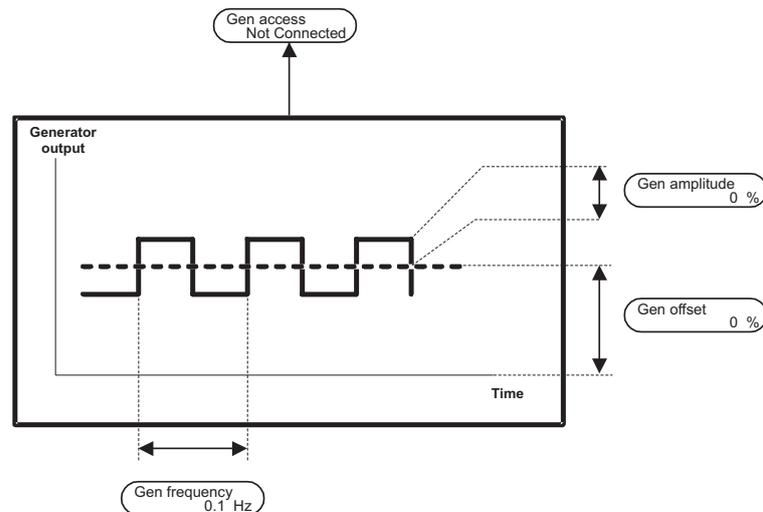 Gen access
Not Connected
Generator
output
Gen amplitude
0 %
Gen offset
0 %
Time
Gen frequency
0.1 Hz